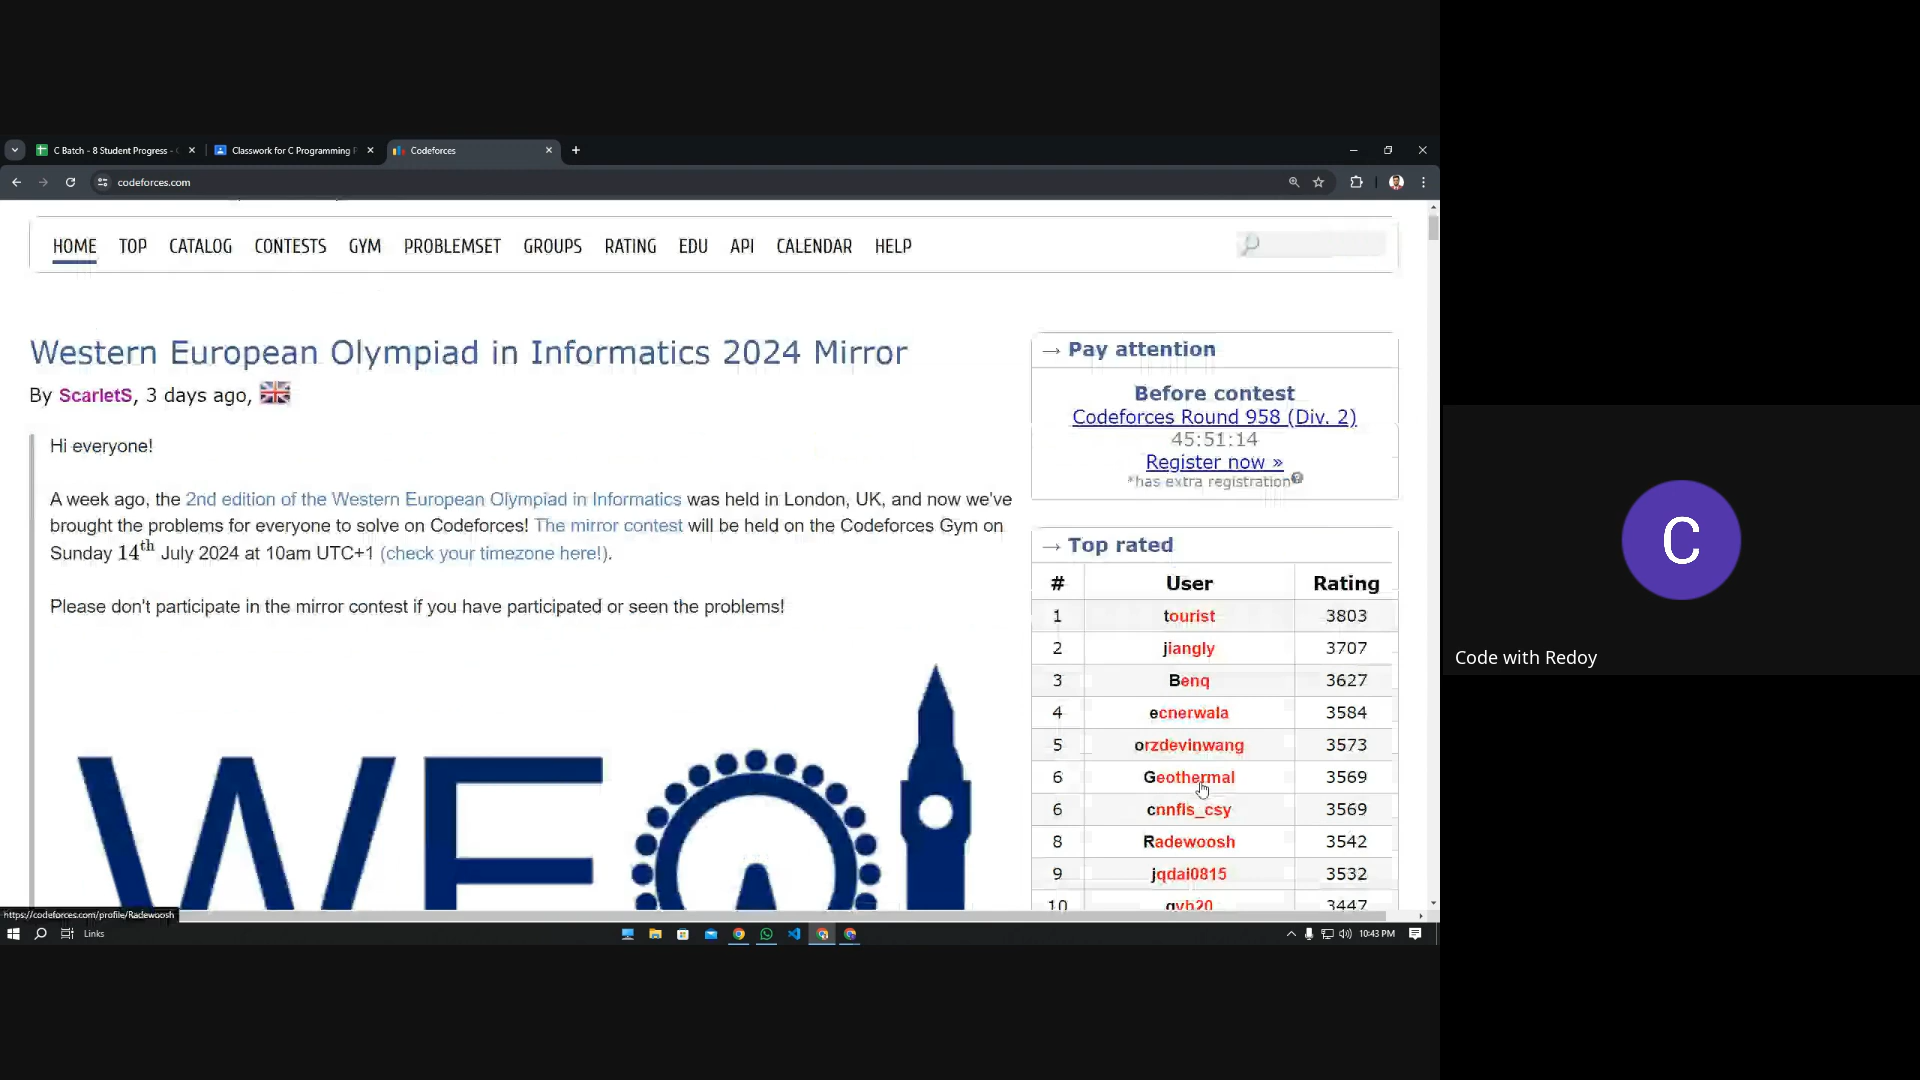 C Batch - 8 Student Progress -
Classwork for C Programming P
Codeforces
codeforces.com
HOME TOP CATALOG CONTESTS GYM PROBLEMSET GROUPS RATING EDU API CALENDAR HELP
Western European Olympiad in Informatics 2024 Mirror
By ScarletS, 3 days ago,
Hi everyone!
A week ago, the 2nd edition of the Western European Olympiad in Informatics was held in London, UK, and now we've
brought the problems for everyone to solve on Codeforces! The mirror contest will be held on the Codeforces Gym on
Sunday 14th July 2024 at 10am UTC+1 (check your timezone here!).
Please don't participate in the mirror contest if you have participated or seen the problems!
WE
→ Pay attention
Before contest
Codeforces Round 958 (Div. 2)
45:51:14
Register now »
*has extra registration
→ Top rated
# User Rating
1 tourist 3803
2 jiangly 3707
3 Benq 3627
4 ecnerwala 3584
5 orzdevinwang 3573
6 Geothermal 3569
6 cnnfls_csy 3569
8 Radewoosh 3542
9 jqdai0815 3532
10 gyh20 3447
https://codeforces.com/profile/Radewoosh
Links
10:43 PM
C
Code with Redoy